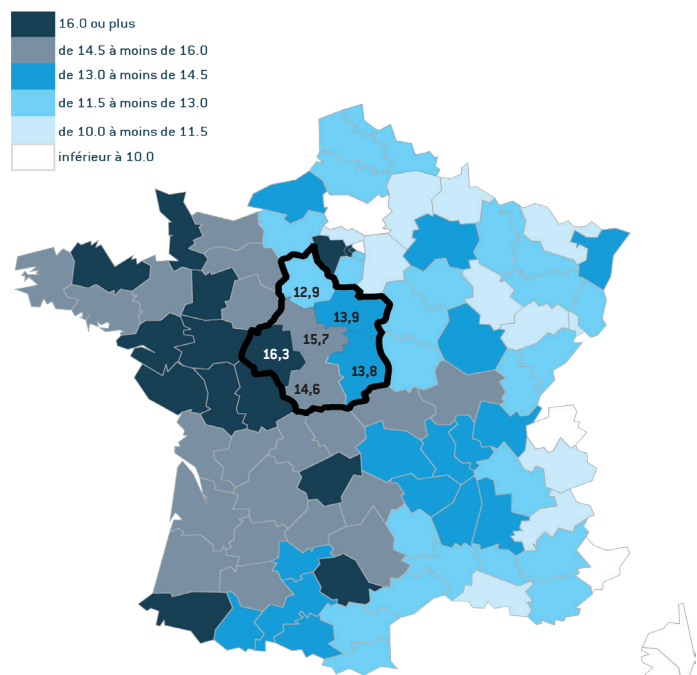 16.0 ou plus
de 14.5 à moins de 16.0
de 13.0 à moins de 14.5
de 11.5 à moins de 13.0
de 10.0 à moins de 11.5
inférieur à 10.0
12,9
13,9
15,7
16,3
13,8
14,6